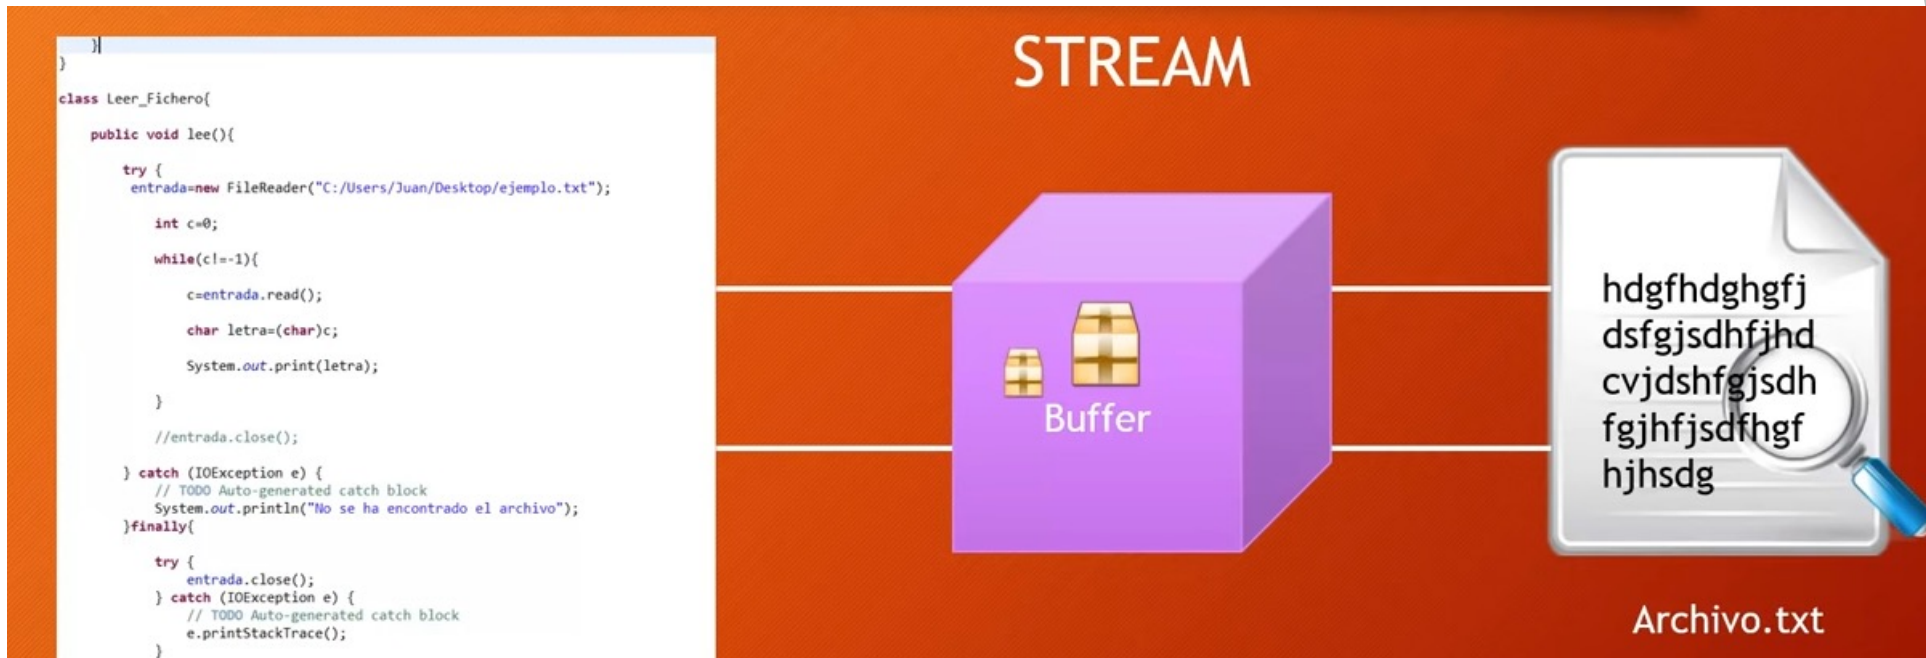 }
}
class Leer_Fichero{
public void lee(){
try {
entrada=new FileReader("C:/Users/Juan/Desktop/ejemplo.txt");
int c=0;
while(c!=-1){
c=entrada.read();
char letra=(char)c;
System.out.print(letra);
}
//entrada.close();
} catch (IOException e) {
// TODO Auto-generated catch block
System.out.println("No se ha encontrado el archivo");
}finally{
try {
entrada.close();
} catch (IOException e) {
// TODO Auto-generated catch block
e.printStackTrace();
}
STREAM
Buffer
hdgfhdghgfj
dsfgjsdhfjhd
cvjdshfgjsdh
fgjhfjsdfhgf
hjhsdg
Archivo.txt